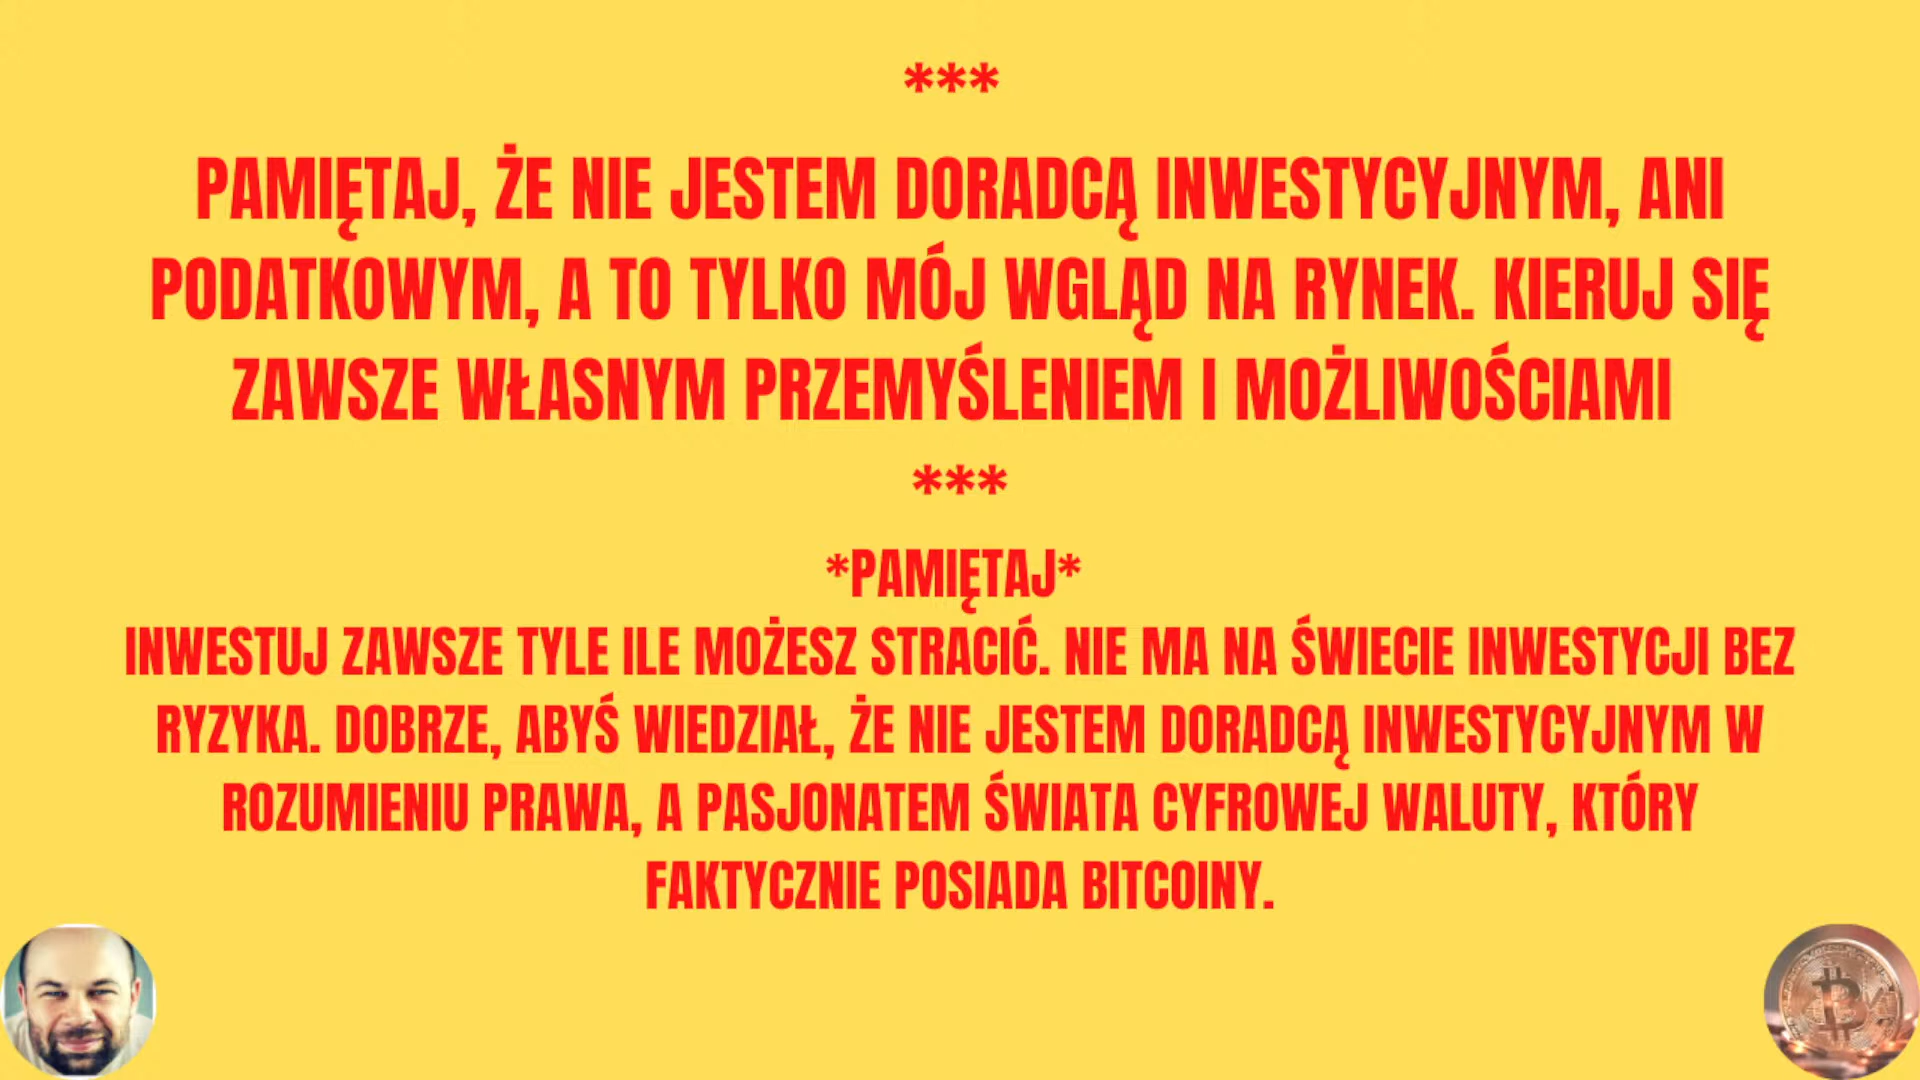 ***
PAMIĘTAJ, ŻE NIE JESTEM DORADCĄ INWESTYCYJNYM, ANI
PODATKOWYM, A TO TYLKO MÓJ WGLĄD NA RYNEK. KIERUJ SIĘ
ZAWSZE WŁASNYM PRZEMYŚLENIEM I MOŻLIWOŚCIAMI
***
*PAMIĘTAJ*
INWESTUJ ZAWSZE TYLE ILE MOŻESZ STRACIĆ. NIE MA NA ŚWIECIE INWESTYCJI BEZ
RYZYKA. DOBRZE, ABYŚ WIEDZIAŁ, ŻE NIE JESTEM DORADCĄ INWESTYCYJNYM W
ROZUMIENIU PRAWA, A PASJONATEM ŚWIATA CYFROWEJ WALUTY, KTÓRY
FAKTYCZNIE POSIADA BITCOINY.